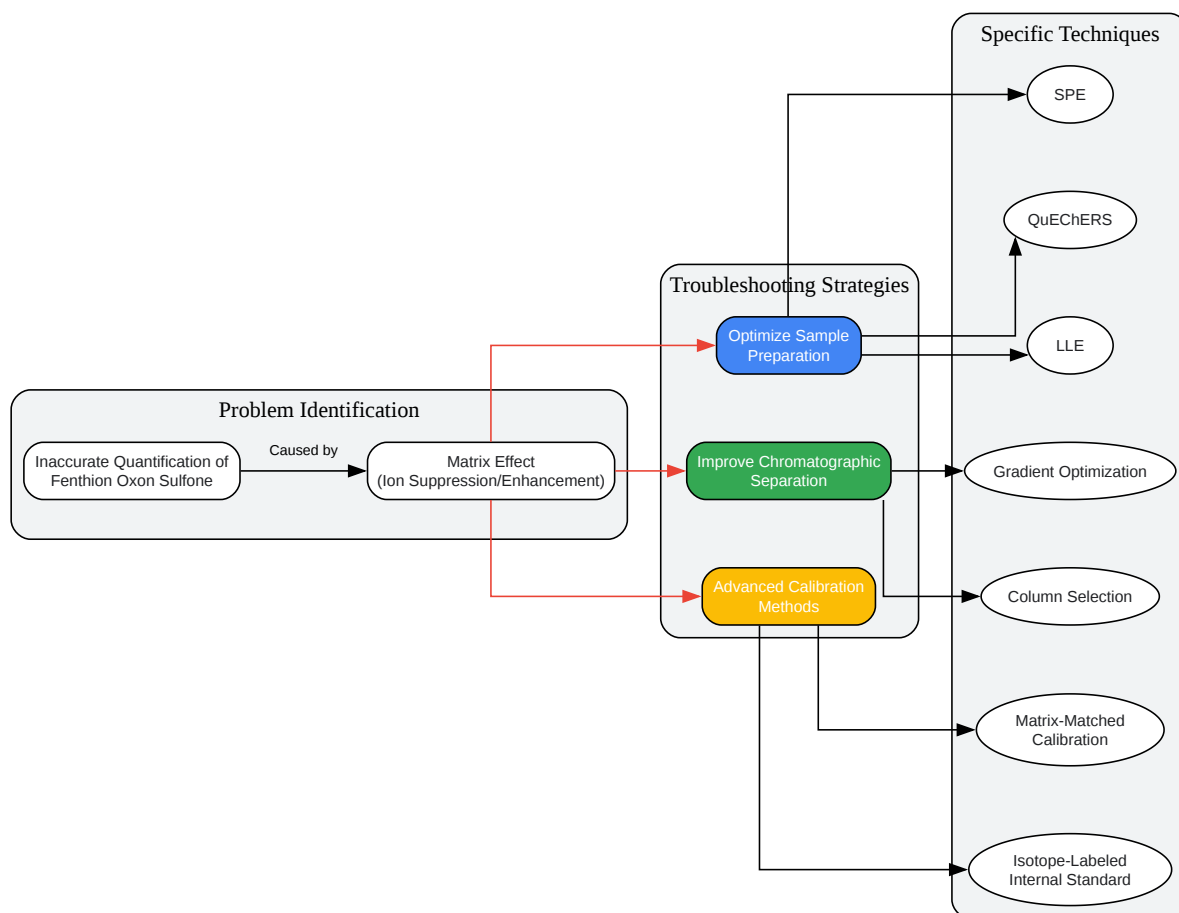 Specific Techniques
SPE
QuEChERS
LLE
Gradient Optimization
Column Selection
Matrix-Matched
Calibration
Isotope-Labeled
Internal Standard
Troubleshooting Strategies
Optimize Sample
Preparation
Improve Chromatographic
Separation
Advanced Calibration
Methods
Problem Identification
Inaccurate Quantification of
Fenthion Oxon Sulfone
Caused by
Matrix Effect
(Ion Suppression/Enhancement)